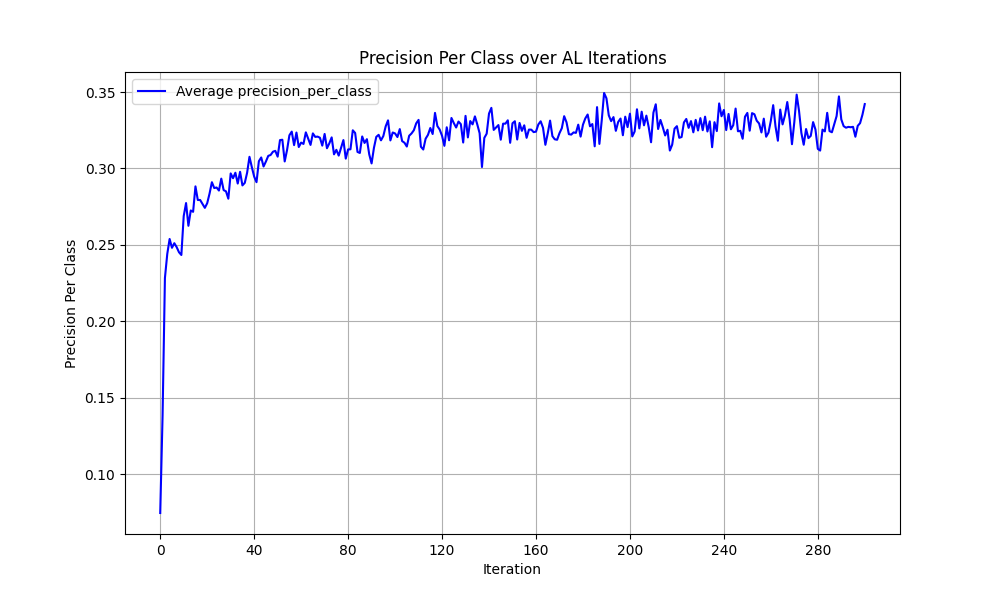 Precision Per Class over AL Iterations
Average precision_per_class
Precision Per Class
0.35
0.30
0.25
0.20
0.15
0.10
0 40 80 120 160 200 240 280
Iteration